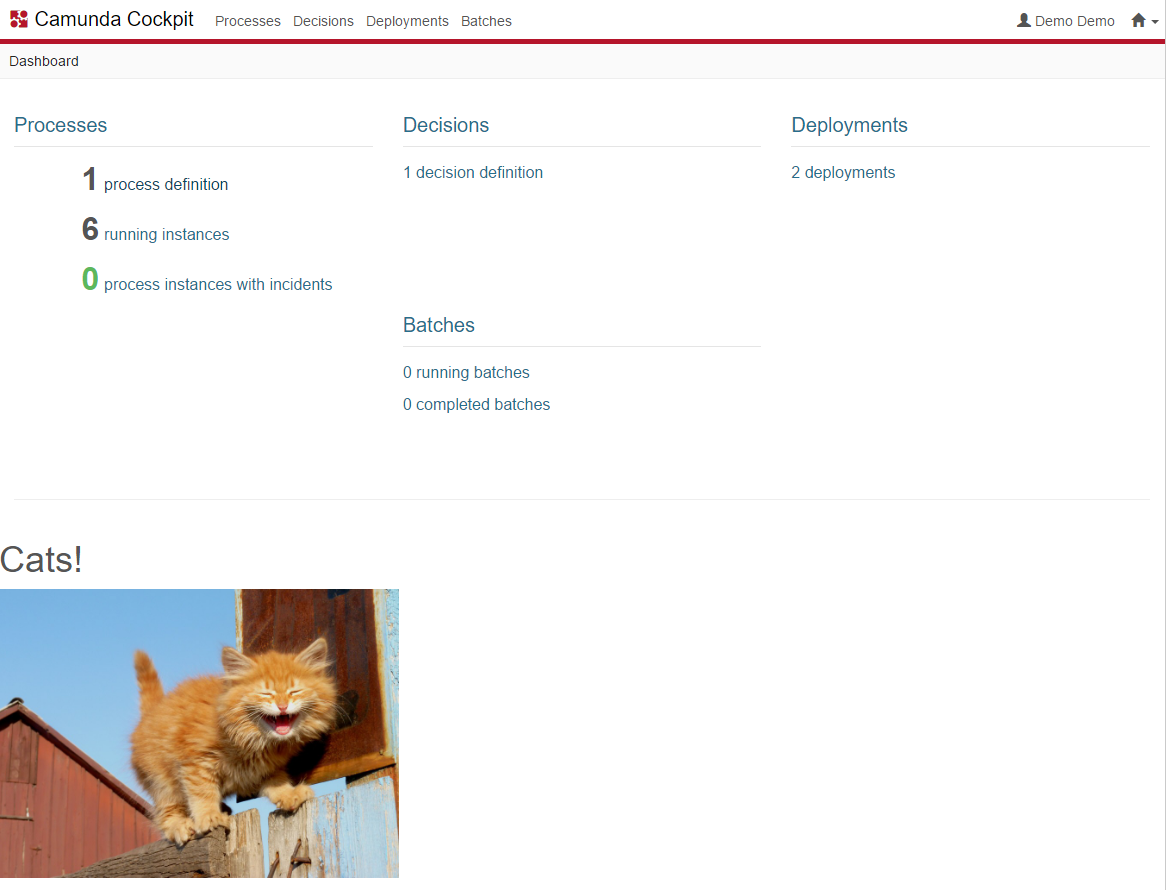 Camunda Cockpit Processes Decisions Deployments Batches Demo Demo
Dashboard
Processes
1 process definition
6 running instances
0 process instances with incidents
Decisions
1 decision definition
Deployments
2 deployments
Batches
0 running batches
0 completed batches
Cats!